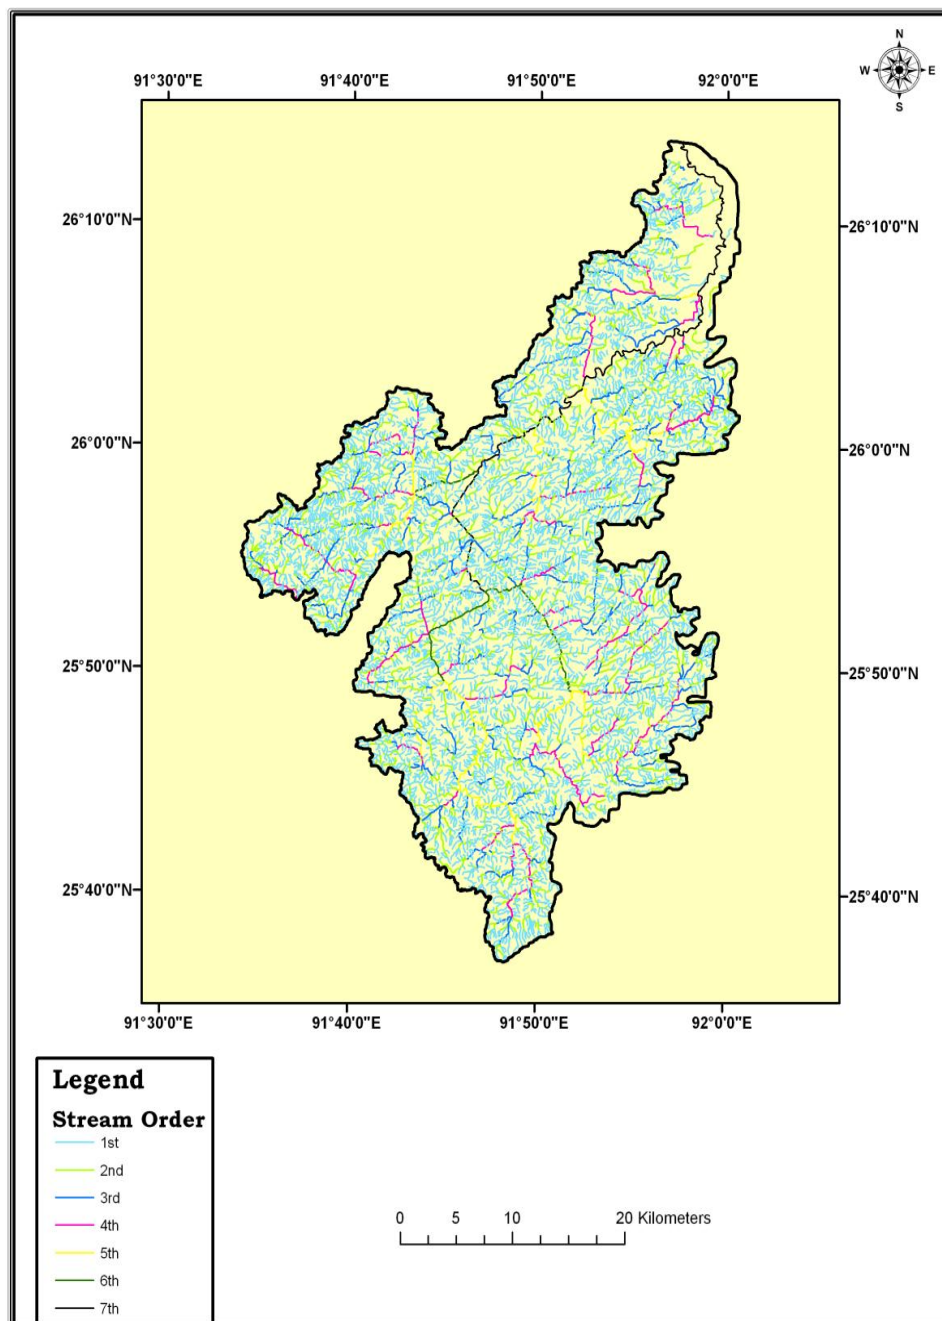 N
W E
S
91°30'0"E 91°40'0"E 91°50'0"E 92°0'0"E
26°10'0"N 26°10'0"N
26°0'0"N 26°0'0"N
25°50'0"N 25°50'0"N
25°40'0"N 25°40'0"N
91°30'0"E 91°40'0"E 91°50'0"E 92°0'0"E
Legend
Stream Order
1st
2nd
3rd
4th
5th
6th
7th
0 5 10 20 Kilometers